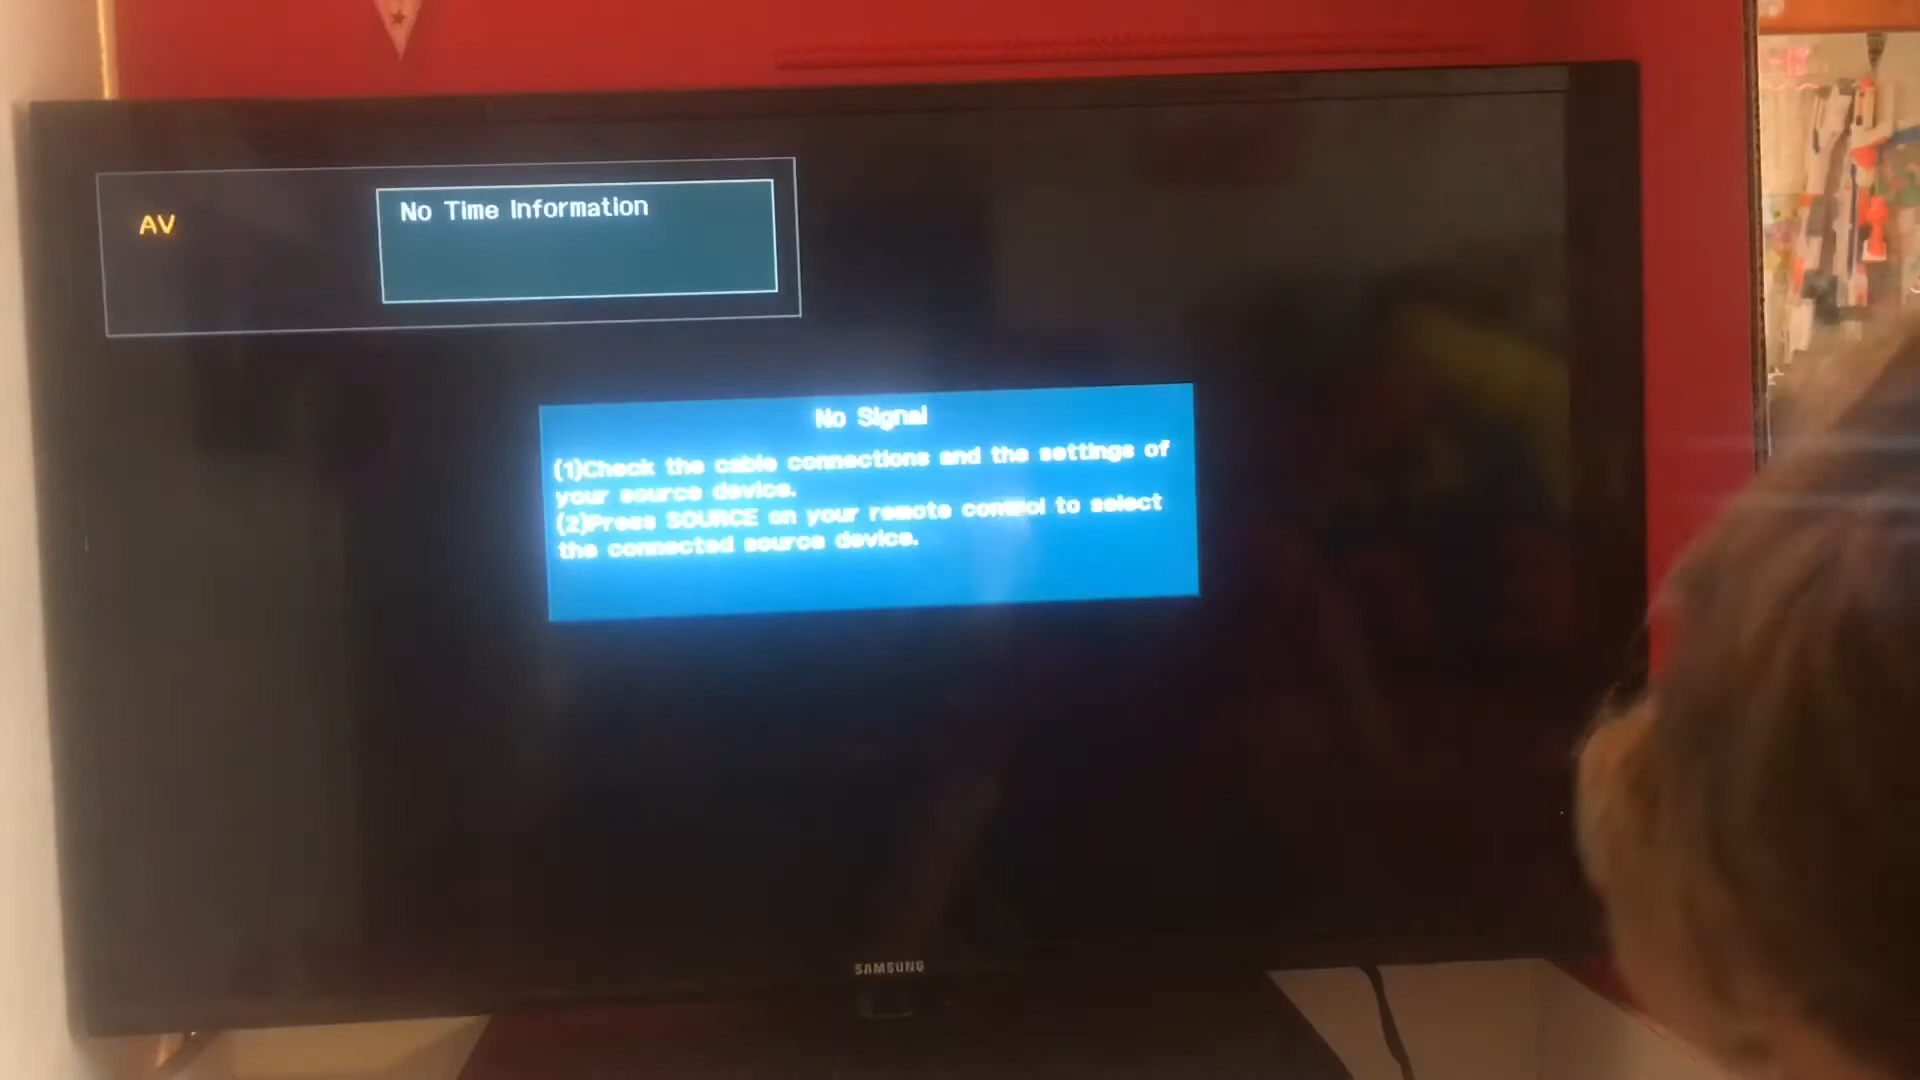 AV
No Time Information
No Signal
(1)Check the cable connections and the settings of
your source device.
(2)Press SOURCE on your remote control to select
the connected source device.
SAMSUNG